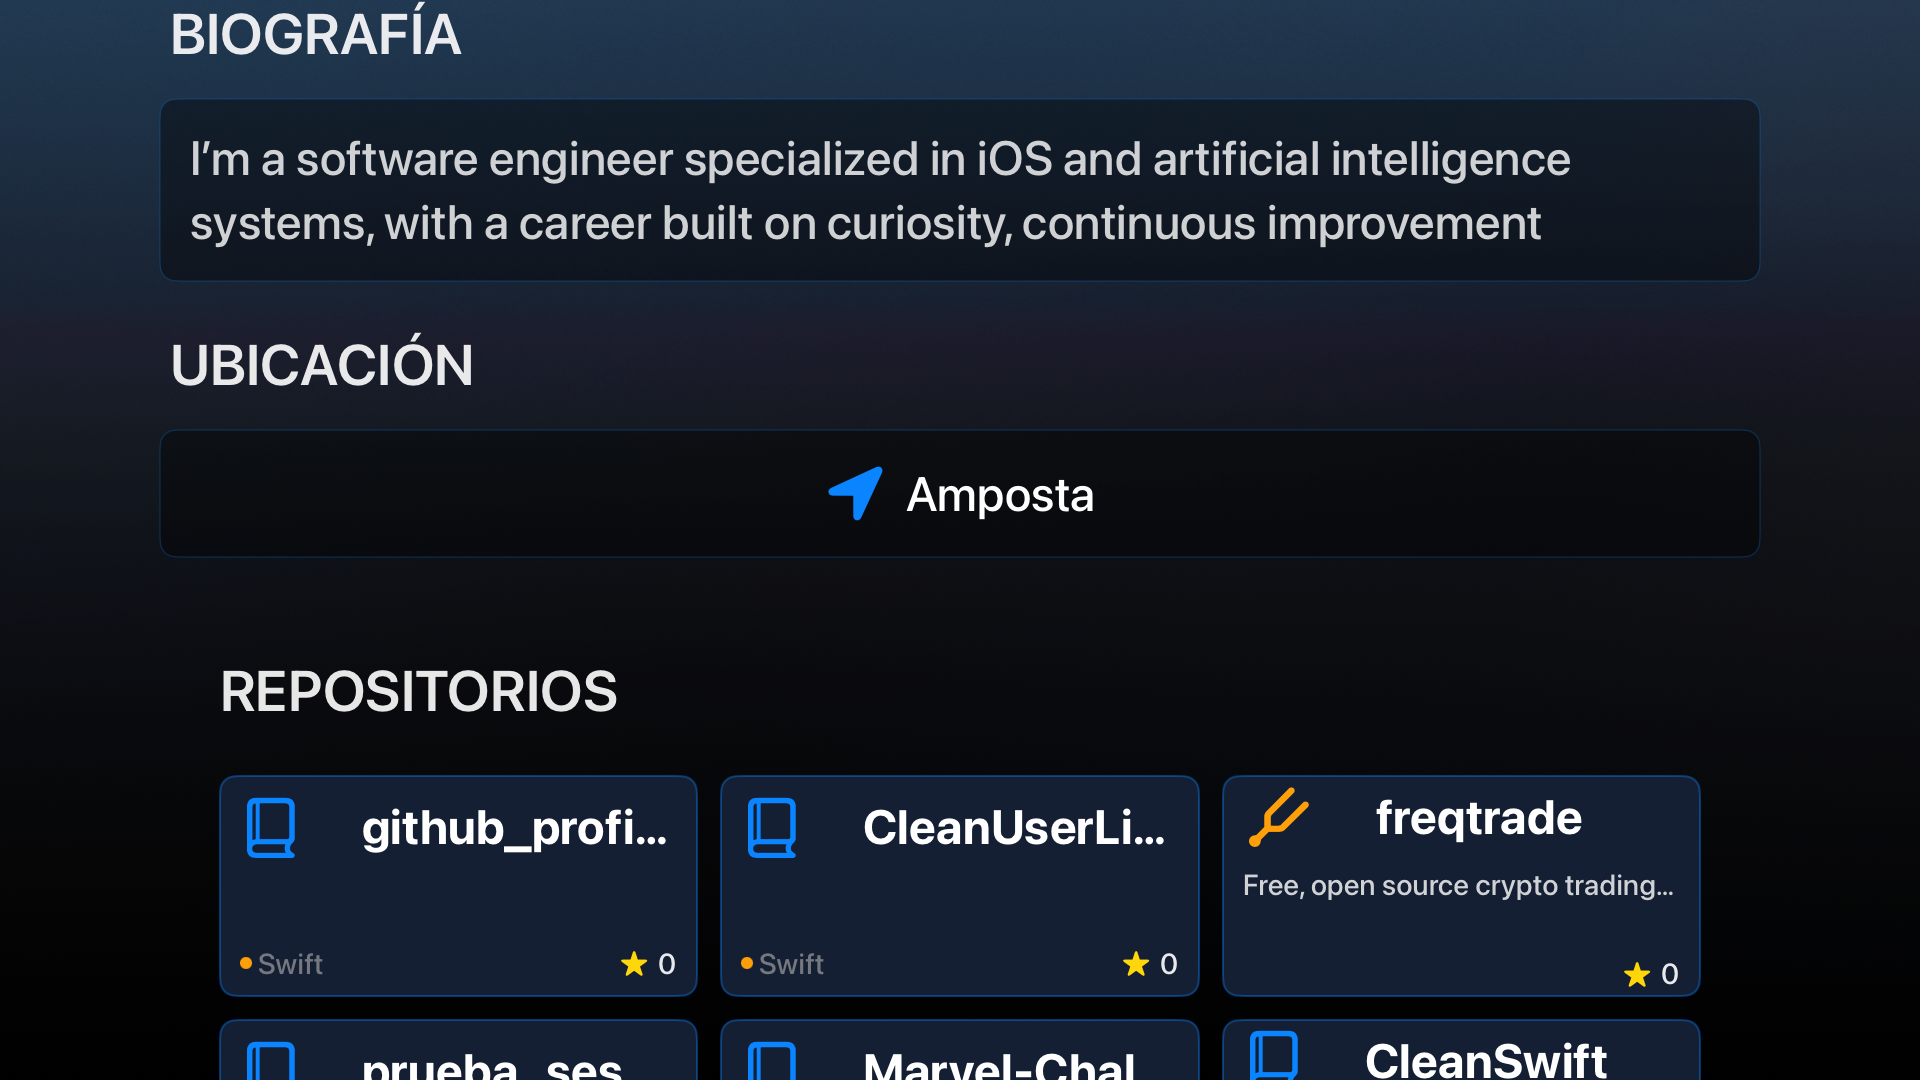 BIOGRAFÍA
I’m a software engineer specialized in iOS and artificial intelligence
systems, with a career built on curiosity, continuous improvement
UBICACIÓN
Amposta
REPOSITORIOS
github_profi...
Swift
0
CleanUserLi...
Swift
0
freqtrade
Free, open source crypto trading...
0
prueba_ses
Marvel-Chal
CleanSwift